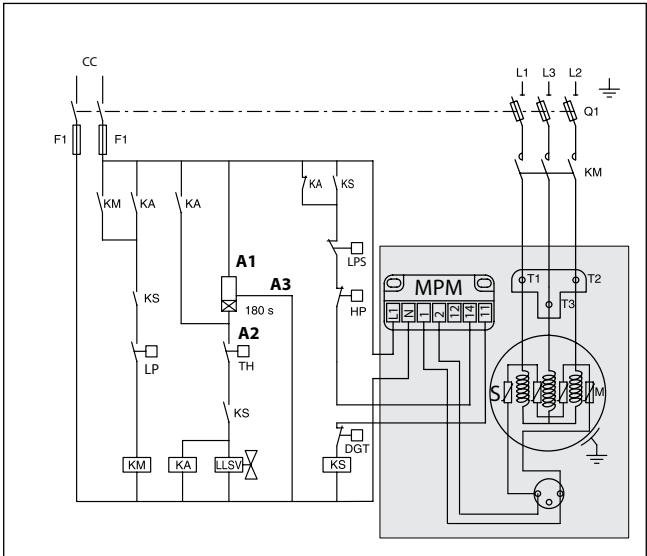 CC
L1 L3 L2
Q1
F1 F1
KM
KM KA KA
KA KS
A1
A3
LPS
MPM
T1 T2
T3
180 s
HP
L1 N 1 2 12 14 11
KS
A2
LP
TH
S M
KS
DGT
KM KA LLSV KS